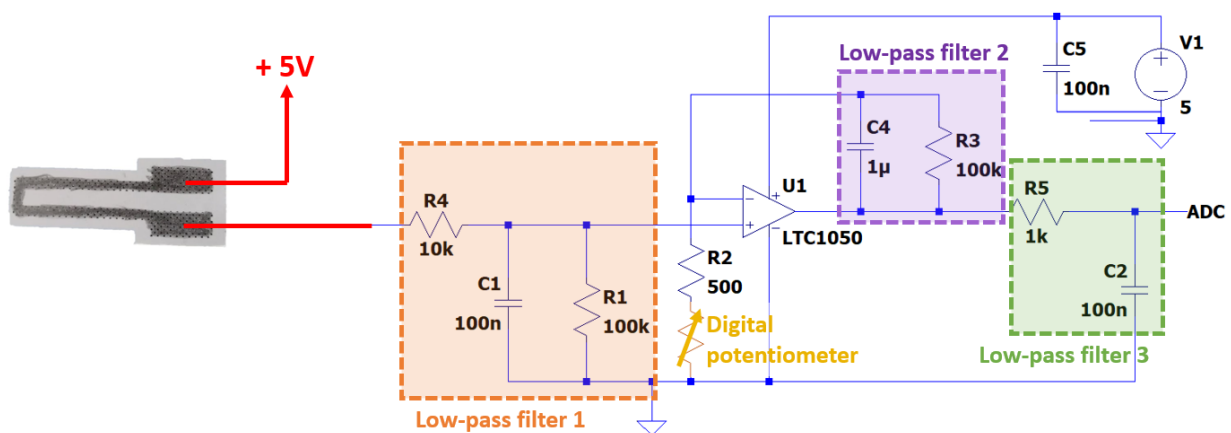 + 5V
R4
10k
C1
100n
R1
100k
Low-pass filter 1
R2
500
Digital
potentiometer
−
+
U1
+
−
LTC1050
Low-pass filter 2
C4
1µ
R3
100k
C5
100n
V1
+
−
5
R5
1k
ADC
C2
100n
Low-pass filter 3